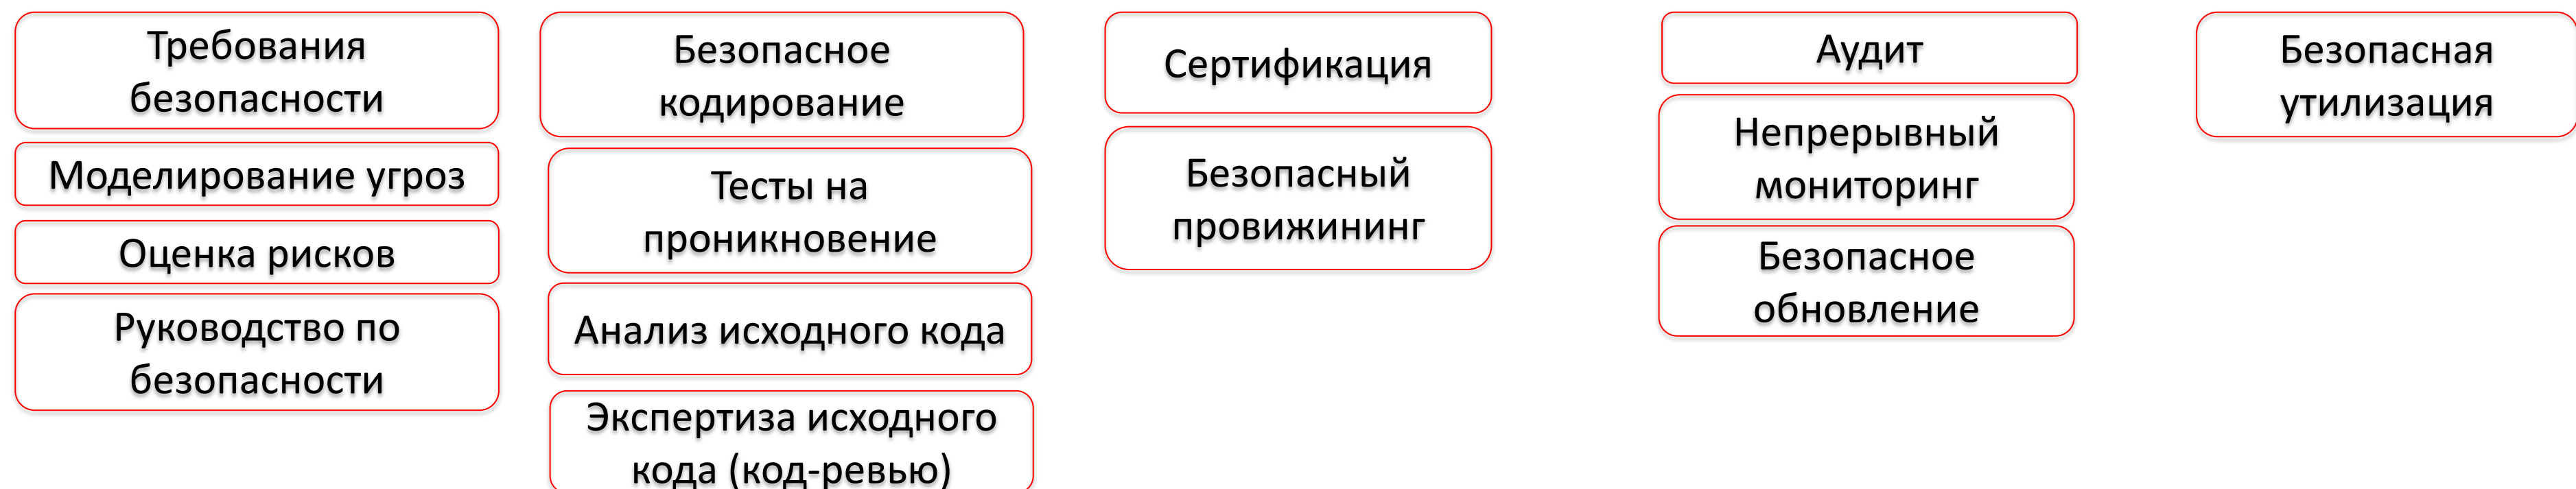 Требования
безопасности
Моделирование угроз
Оценка рисков
Руководство по
безопасности
Безопасное
кодирование
Тесты на
проникновение
Анализ исходного кода
Экспертиза исходного
кода (код-ревью)
Сертификация
Безопасный
провижининг
Аудит
Непрерывный
мониторинг
Безопасное
обновление
Безопасная
утилизация